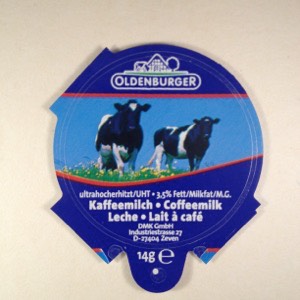 OLDENBURGER
ultrahocherhitzt/UHT • 3,5% Fett/Milkfat/M.G.
Kaffeemilch • Coffeemilk
Leche • Lait à café
DMK GmbH
Industriestrasse 27
D-27404 Zeven
14g e